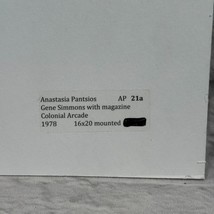 Anastasia Pantsios AP 21a
Gene Simmons with magazine
Colonial Arcade
1978 16x20 mounted